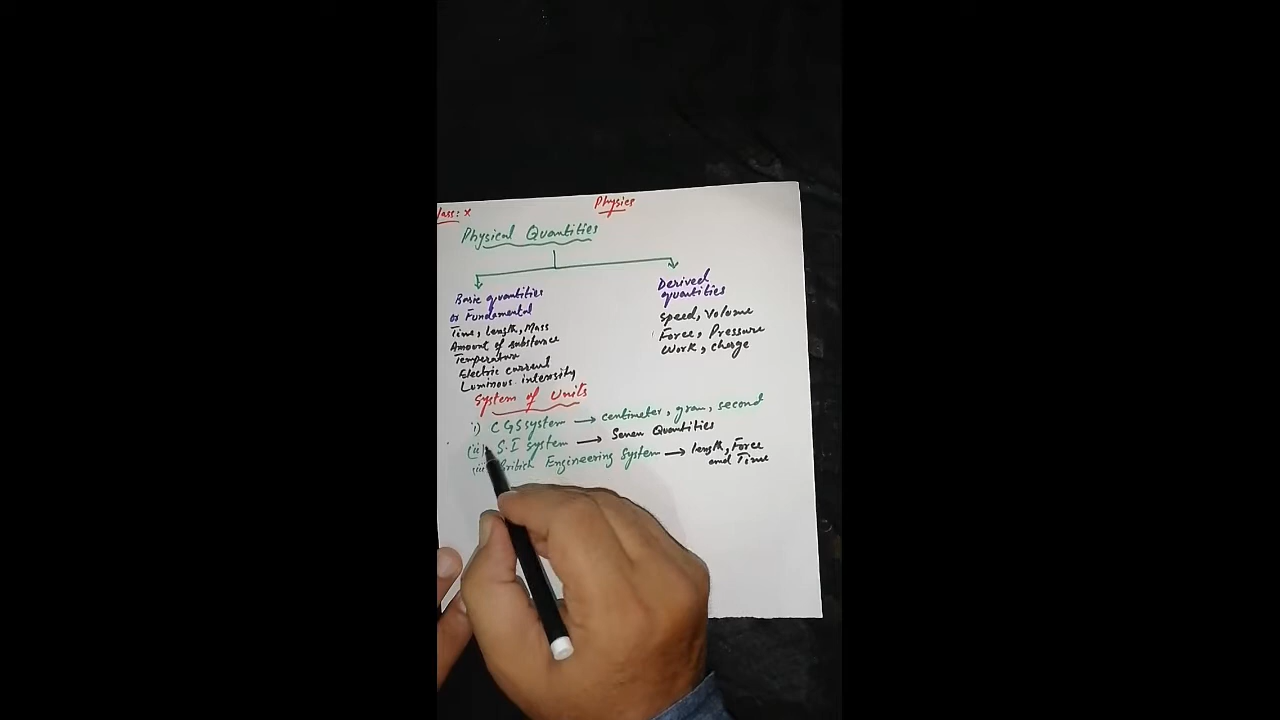 Class: X
Physics
Physical Quantities
Basic quantities
or Fundamental
Time, length, Mass
Amount of substance
Temperature
Electric current
Luminous intensity
Derived
quantities
Speed, Volume
Force, Pressure
Work, charge
System of Units
i) CGS system → centimeter, gram, second
(ii) S.I system → Seven Quantities
(iii) British Engineering System → length, Force
and Time